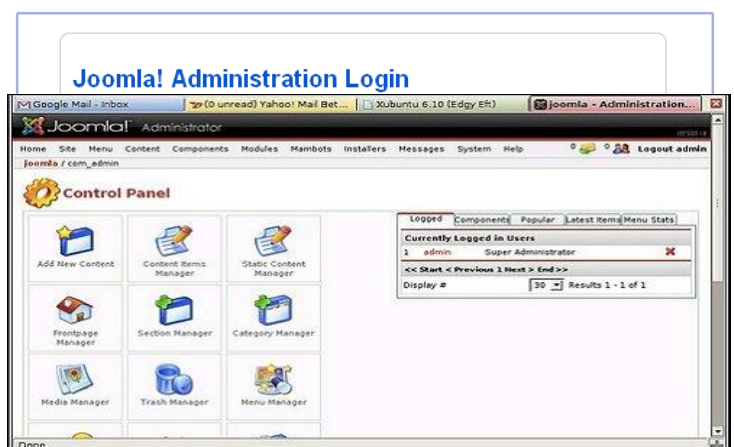 Joomla! Administration Login
Google Mail - Inbox (0 unread) Yahoo! Mail Bet... Xubuntu 6.10 (Edgy Eft) joomla - Administration...
Joomla! Administrator
Home Site Menu Content Components Modules Mambots Installers Messages System Help 0 0 Logout admin
joomla / com_admin
Control Panel
Logged Components Popular Latest Items Menu Stats
Currently Logged in Users
1 admin Super Administrator
<< Start < Previous 1 Next > End >>
Display # 30 Results 1 - 1 of 1
Add New Content Content Items Manager Static Content Manager
Frontpage Manager Section Manager Category Manager
Media Manager Trash Manager Menu Manager
Done